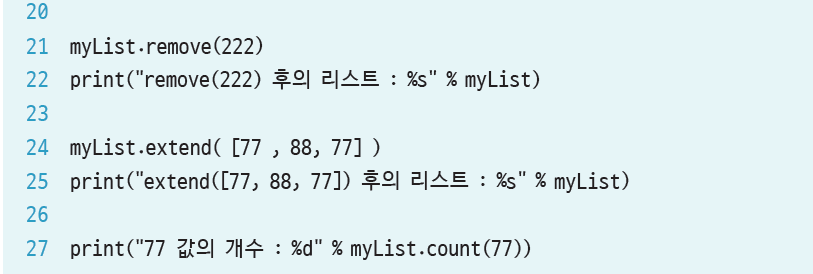 20
21 myList.remove(222)
22 print("remove(222) 후의 리스트 : %s" % myList)
23
24 myList.extend( [77 , 88, 77] )
25 print("extend([77, 88, 77]) 후의 리스트 : %s" % myList)
26
27 print("77 값의 개수 : %d" % myList.count(77))